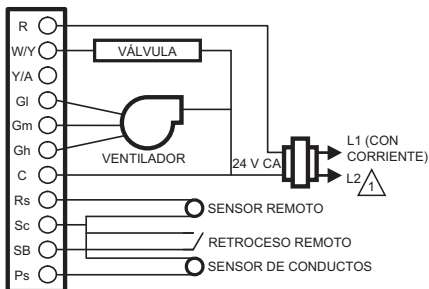 R
W/Y
VÁLVULA
Y/A
Gl
Gm
Gh
VENTILADOR
C
24 V CA
L1 (CON
CORRIENTE)
L2
1
Rs
SENSOR REMOTO
Sc
RETROCESO REMOTO
SB
SENSOR DE CONDUCTOS
Ps